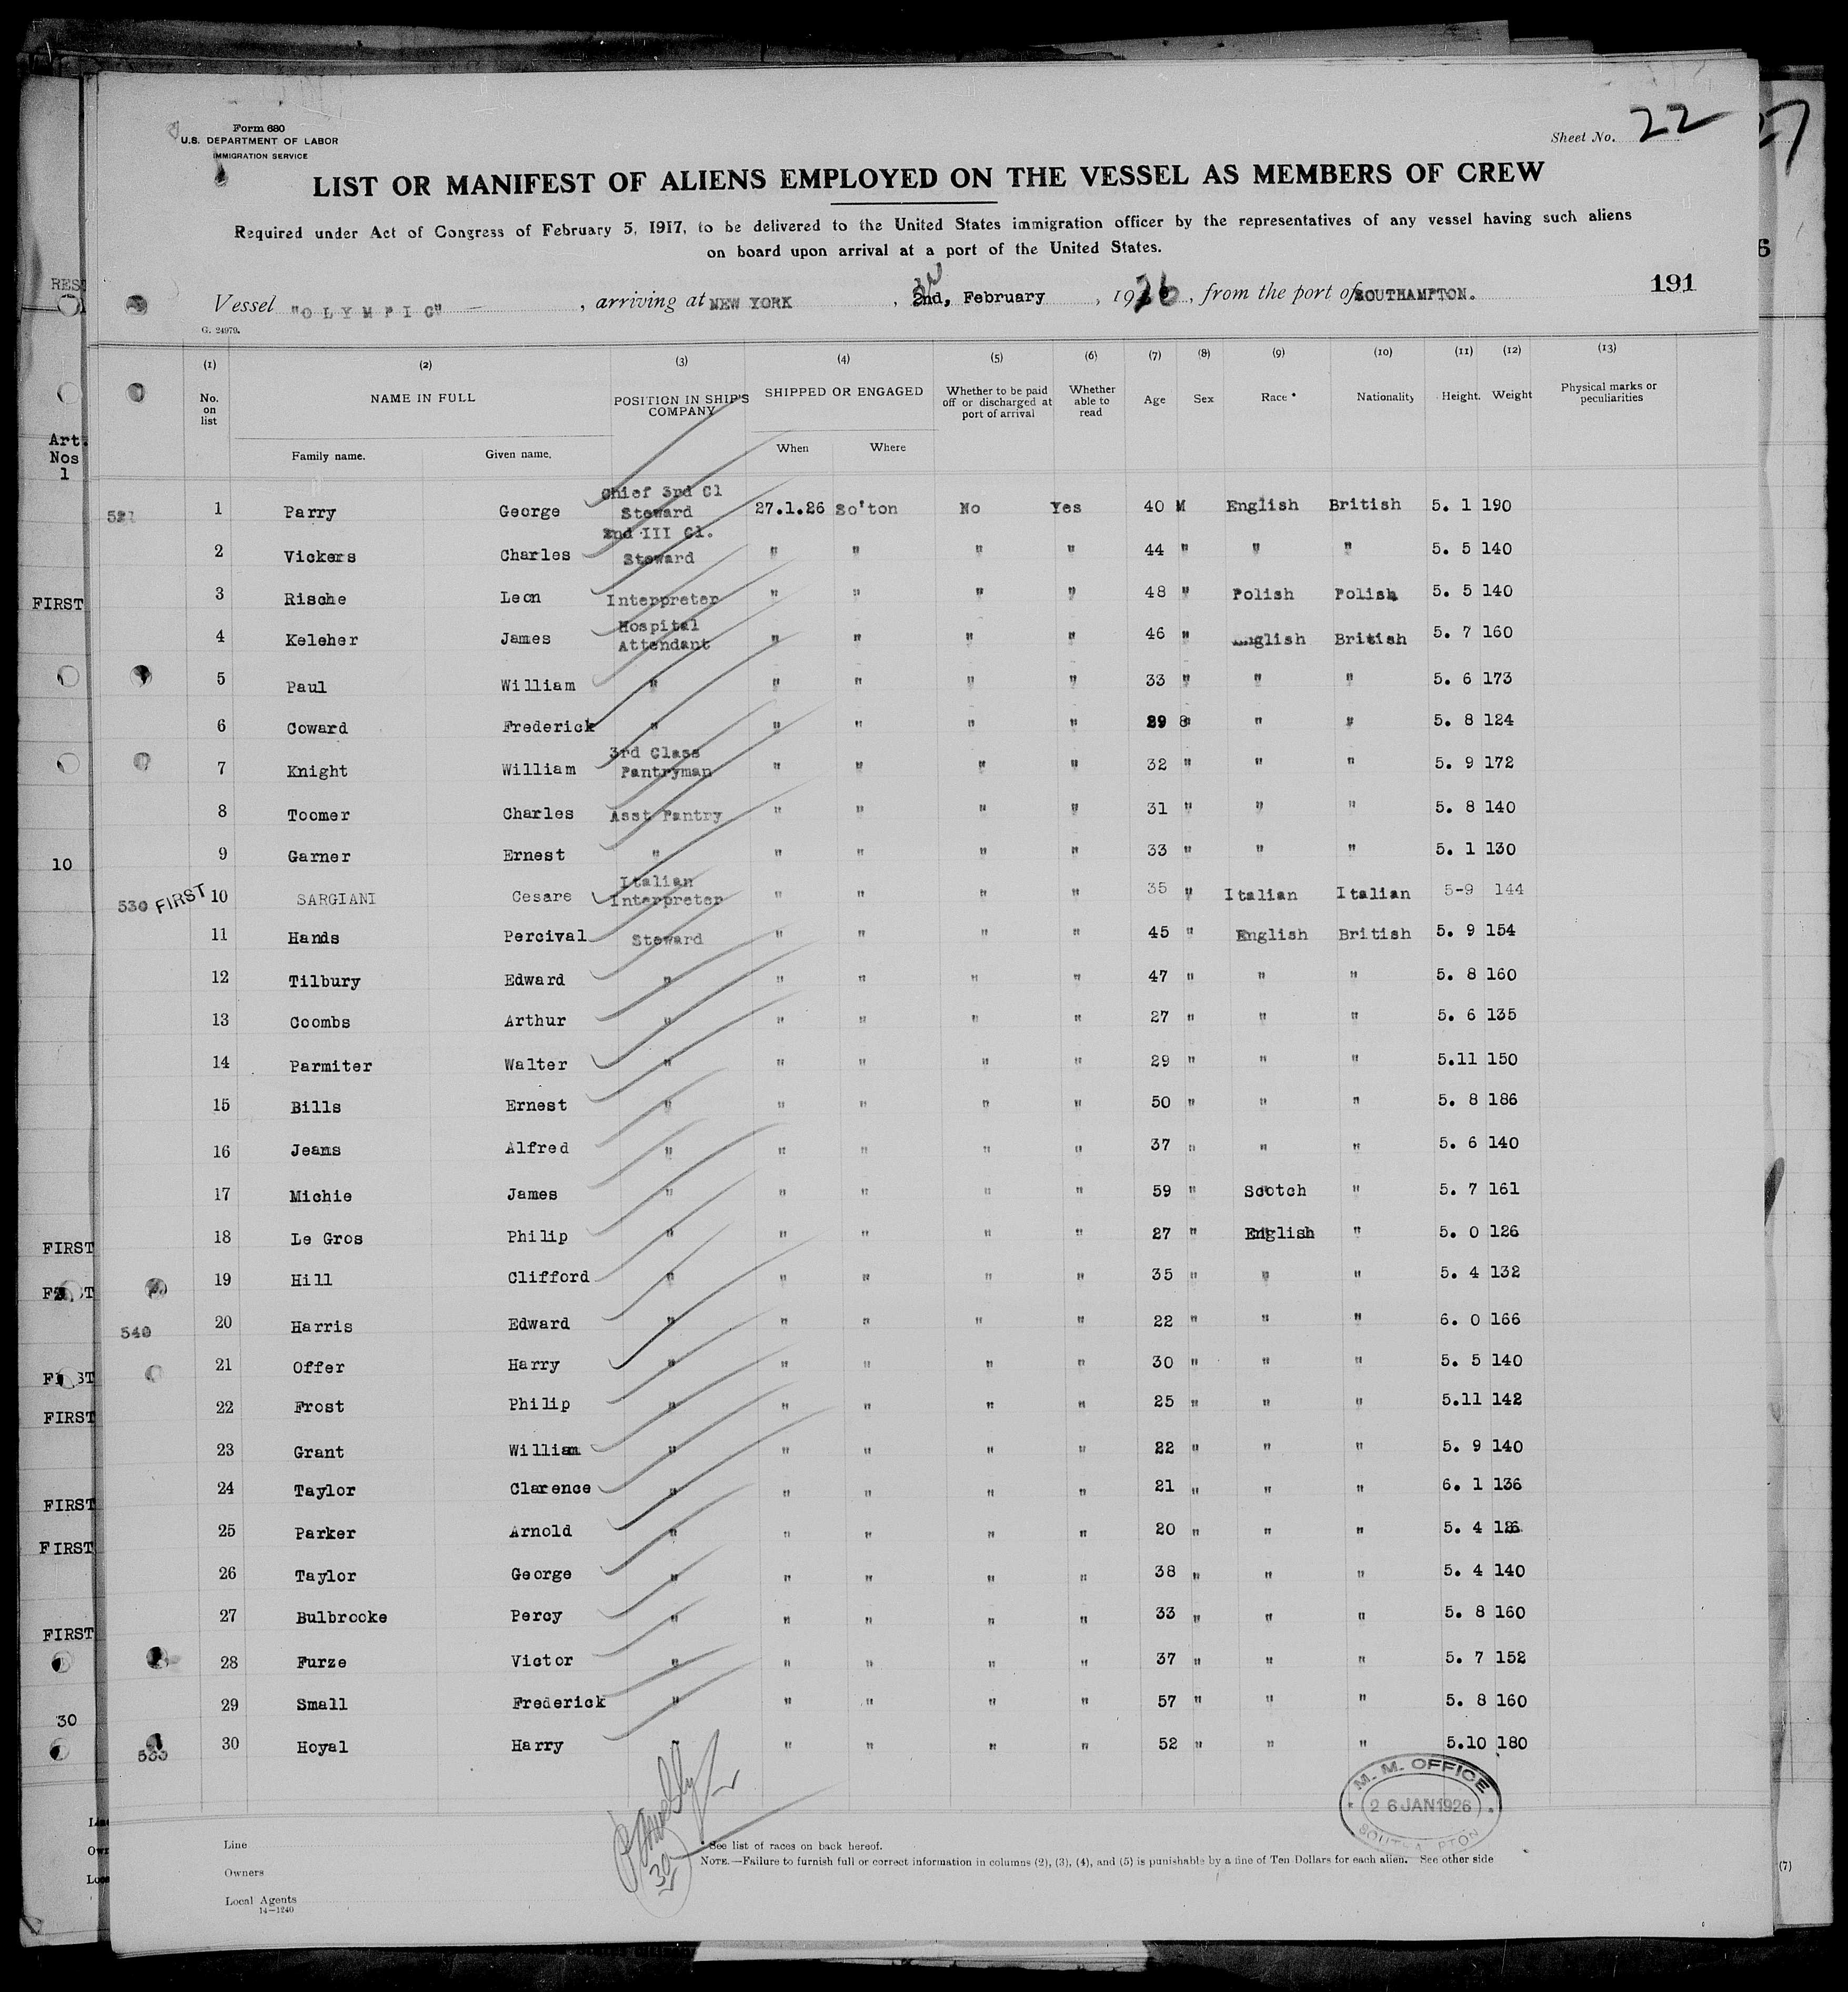 Form 680
U.S. DEPARTMENT OF LABOR
IMMIGRATION SERVICE
Sheet No. 22
LIST OR MANIFEST OF ALIENS EMPLOYED ON THE VESSEL AS MEMBERS OF CREW
Required under Act of Congress of February 5, 1917, to be delivered to the United States immigration officer by the representatives of any vessel having such aliens
on board upon arrival at a port of the United States.
191
Vessel "OLYMPIC" , arriving at NEW YORK , 2nd, February , 1926 , from the port of SOUTHAMPTON.
G. 24979.
(1) (2) (3) (4) (5) (6) (7) (8) (9) (10) (11) (12) (13)
No. on list NAME IN FULL POSITION IN SHIP'S COMPANY SHIPPED OR ENGAGED Whether to be paid off or discharged at port of arrival Whether able to read Age Sex Race * Nationality Height. Weight Physical marks or peculiarities
Family name. Given name. When Where
521 1 Parry George Chief 3rd Cl Steward 27.1.26 So'ton No Yes 40 M English British 5. 1 190
2 Vickers Charles 2nd III Cl. Steward " " " " 44 " " " 5. 5 140
3 Rische Leon Interpreter " " " " 48 " Polish Polish 5. 5 140
4 Keleher James Hospital Attendant " " " " 46 " English British 5. 7 160
5 Paul William " " " " " 33 " " " 5. 6 173
6 Coward Frederick " " " " " 29 " " " 5. 8 124
7 Knight William 3rd Class Pantryman " " " " 32 " " " 5. 9 172
8 Toomer Charles Asst Pantry " " " " 31 " " " 5. 8 140
9 Garner Ernest " " " " " 33 " " " 5. 1 130
530 FIRST 10 SARGIANI Cesare Italian Interpreter " " " " 35 " Italian Italian 5-9 144
11 Hands Percival Steward " " " " 45 " English British 5. 9 154
12 Tilbury Edward " " " " " 47 " " " 5. 8 160
13 Coombs Arthur " " " " " 27 " " " 5. 6 135
14 Parmiter Walter " " " " " 29 " " " 5.11 150
15 Bills Ernest " " " " " 50 " " " 5. 8 186
16 Jeans Alfred " " " " " 37 " " " 5. 6 140
17 Michie James " " " " " 59 " Scotch " 5. 7 161
18 Le Gros Philip " " " " " 27 " English " 5. 0 126
19 Hill Clifford " " " " " 35 " " " 5. 4 132
540 20 Harris Edward " " " " " 22 " " " 6. 0 166
21 Offer Harry " " " " " 30 " " " 5. 5 140
22 Frost Philip " " " " " 25 " " " 5.11 142
23 Grant William " " " " " 22 " " " 5. 9 140
24 Taylor Clarence " " " " " 21 " " " 6. 1 136
25 Parker Arnold " " " " " 20 " " " 5. 4
26 Taylor George " " " " " 38 " " " 5. 4 140
27 Bulbrooke Percy " " " " " 33 " " " 5. 8 160
28 Furze Victor " " " " " 37 " " " 5. 7 152
29 Small Frederick " " " " " 57 " " " 5. 8 160
30 Hoyal Harry " " " " " 52 " " " 5.10 180
M. M. OFFICE
26 JAN 1926
Line
Owners
Local Agents
14—1240
30
* See list of races on back hereof.
NOTE.—Failure to furnish full or correct information in columns (2), (3), (4), and (5) is punishable by a fine of Ten Dollars for each alien. See other side
RES
Art.
Nos
1
FIRST
10
FIRST
FIRST
FIRST
FIRST
FIRST
30
(7)